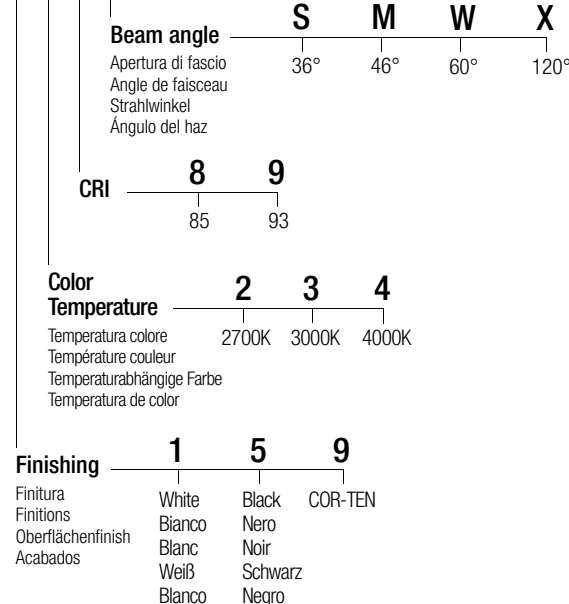 S M W X
Beam angle
36° 46° 60° 120°
Apertura di fascio
Angle de faisceau
Strahlwinkel
Ángulo del haz
8 9
CRI
85 93
Color
Temperature
2 3 4
Temperatura colore
2700K 3000K 4000K
Température couleur
Temperaturabhängige Farbe
Temperatura de color
1 5 9
Finishing
Finitura
White Black COR-TEN
Finitions
Bianco Nero
Oberflächenfinish
Blanc Noir
Acabados
Weiß Schwarz
Blanco Negro